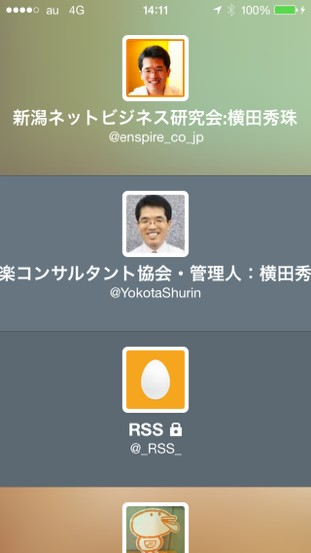 au 4G 14:11 100%
新潟ネットビジネス研究会:横田秀珠
@enspire_co_jp
楽コンサルタント協会・管理人：横田秀
@YokotaShurin
RSS
@_RSS_